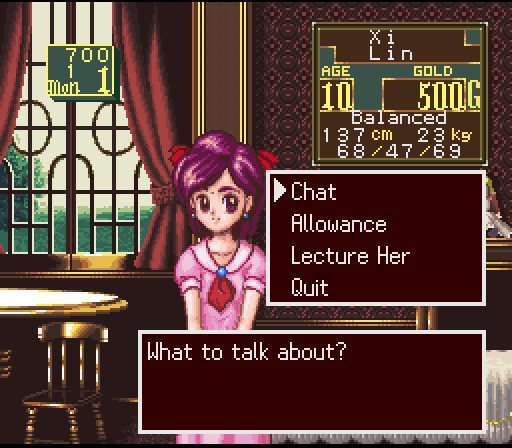 700
1
Mon 1
Xi
Lin
AGE GOLD
10 500G
Balanced
137cm 23kg
68/47/69
Chat
Allowance
Lecture Her
Quit
What to talk about?